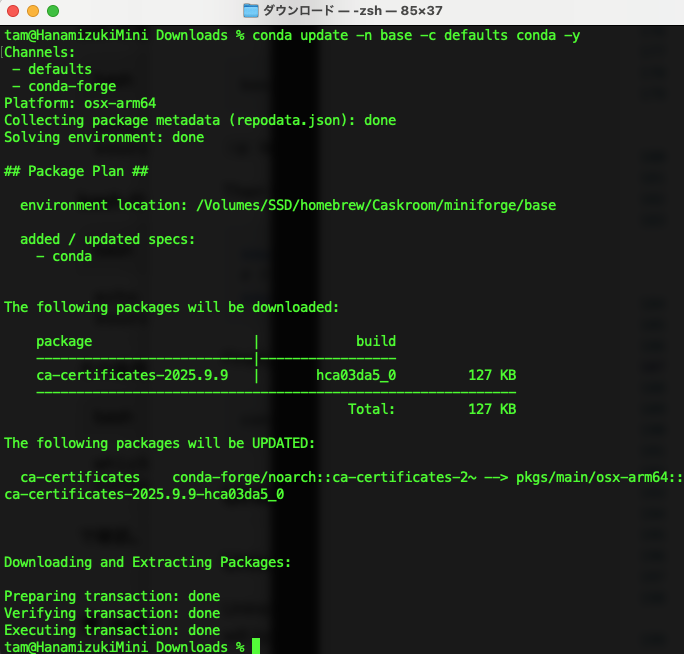 ダウンロード — -zsh — 85×37
tam@HanamizukiMini Downloads % conda update -n base -c defaults conda -y
Channels:
 - defaults
 - conda-forge
Platform: osx-arm64
Collecting package metadata (repodata.json): done
Solving environment: done
## Package Plan ##
  environment location: /Volumes/SSD/homebrew/Caskroom/miniforge/base
  added / updated specs:
    - conda
The following packages will be downloaded:
    package                    |            build
    ---------------------------|-----------------
    ca-certificates-2025.9.9   |       hca03da5_0         127 KB
    ------------------------------------------------------------
                                           Total:         127 KB
The following packages will be UPDATED:
  ca-certificates    conda-forge/noarch::ca-certificates-2~ --> pkgs/main/osx-arm64::
ca-certificates-2025.9.9-hca03da5_0
Downloading and Extracting Packages:
Preparing transaction: done
Verifying transaction: done
Executing transaction: done
tam@HanamizukiMini Downloads %